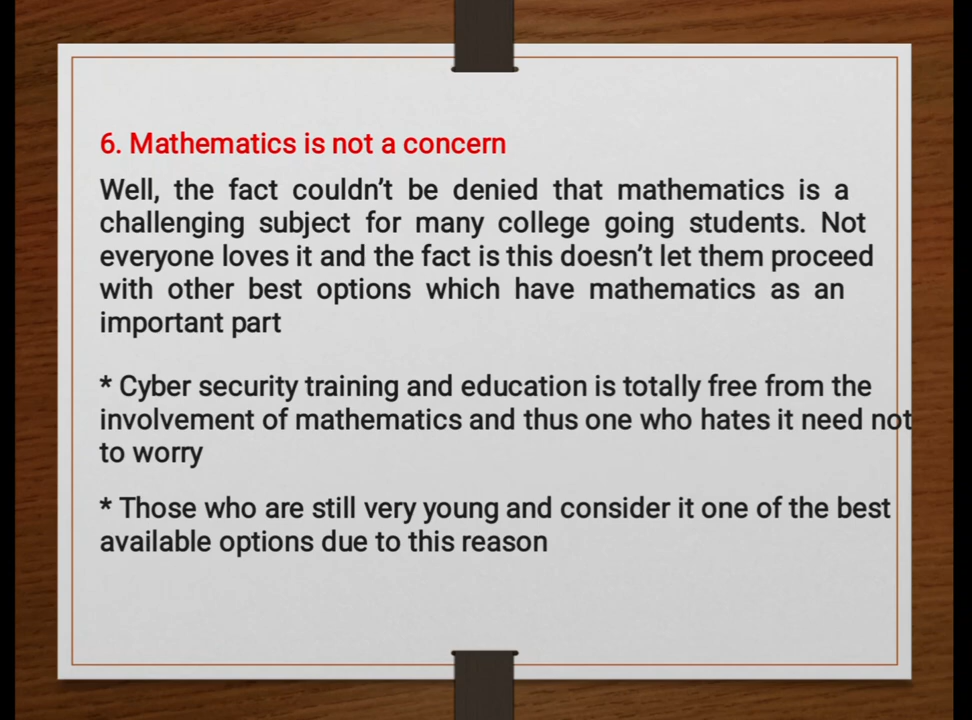 6. Mathematics is not a concern
Well, the fact couldn't be denied that mathematics is a
challenging subject for many college going students. Not
everyone loves it and the fact is this doesn't let them proceed
with other best options which have mathematics as an
important part
* Cyber security training and education is totally free from the
involvement of mathematics and thus one who hates it need not
to worry
* Those who are still very young and consider it one of the best
available options due to this reason